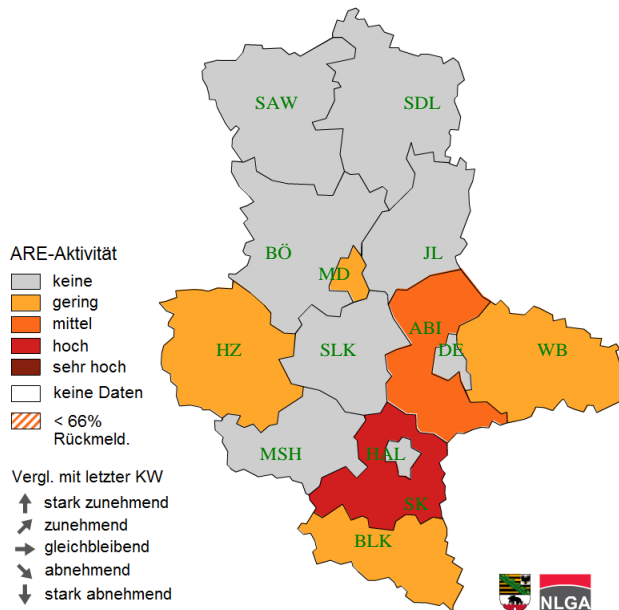 SAW
SDL
BÖ
JL
MD
ARE-Aktivität
keine
gering
mittel
hoch
sehr hoch
keine Daten
< 66%
Rückmeld.
ABI
HZ
SLK
DE
WB
MSH
HAL
SK
BLK
Vergl. mit letzter KW
stark zunehmend
zunehmend
gleichbleibend
abnehmend
stark abnehmend
NLGA